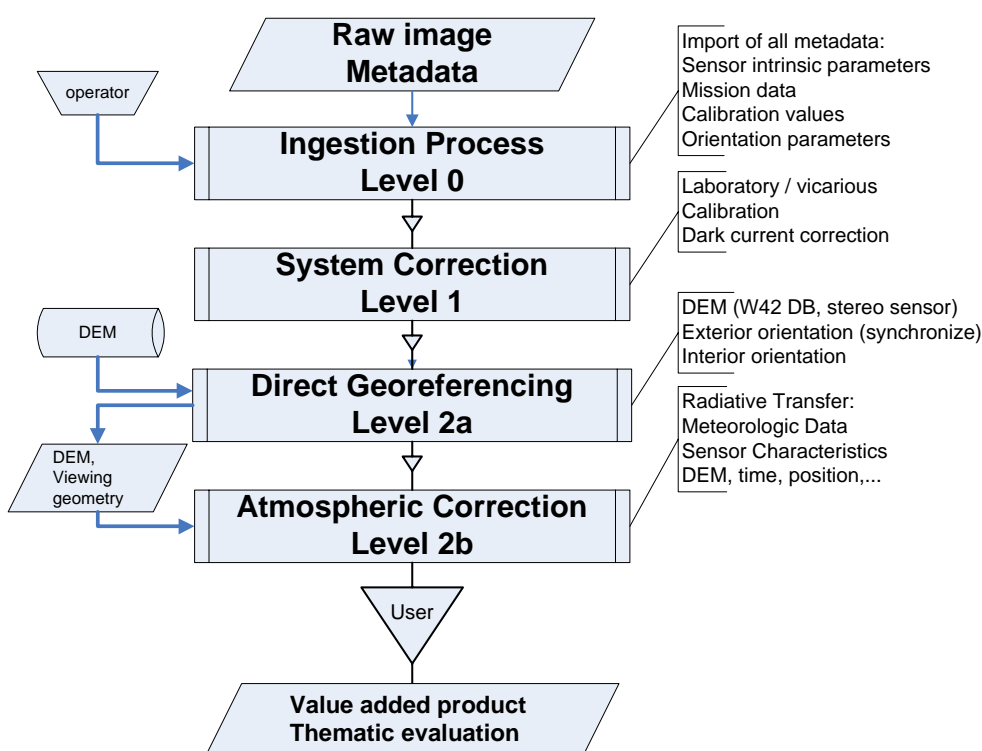 Raw image
Metadata
operator
Import of all metadata:
Sensor intrinsic parameters
Mission data
Calibration values
Orientation parameters
Ingestion Process
Level 0
Laboratory / vicarious
Calibration
Dark current correction
System Correction
Level 1
DEM
DEM (W42 DB, stereo sensor)
Exterior orientation (synchronize)
Interior orientation
Direct Georeferencing
Level 2a
DEM,
Viewing
geometry
Radiative Transfer:
Meteorologic Data
Sensor Characteristics
DEM, time, position,...
Atmospheric Correction
Level 2b
User
Value added product
Thematic evaluation